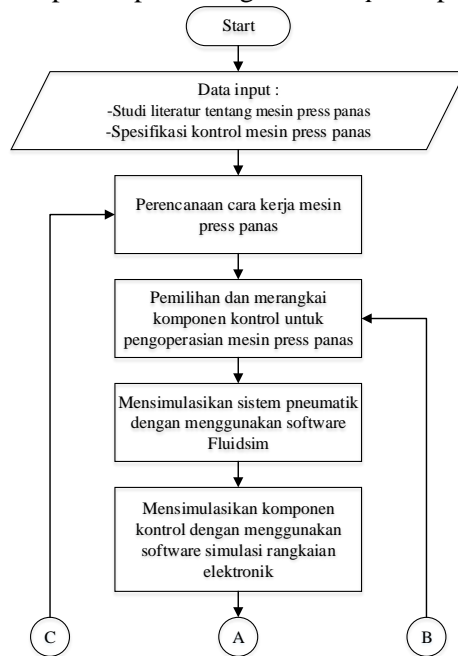 Start
Data input :
-Studi literatur tentang mesin press panas
-Spesifikasi kontrol mesin press panas
Perencanaan cara kerja mesin
press panas
Pemilihan dan merangkai
komponen kontrol untuk
pengoperasian mesin press panas
Mensimulasikan sistem pneumatik
dengan menggunakan software
Fluidsim
Mensimulasikan komponen
kontrol dengan menggunakan
software simulasi rangkaian
elektronik
C
A
B